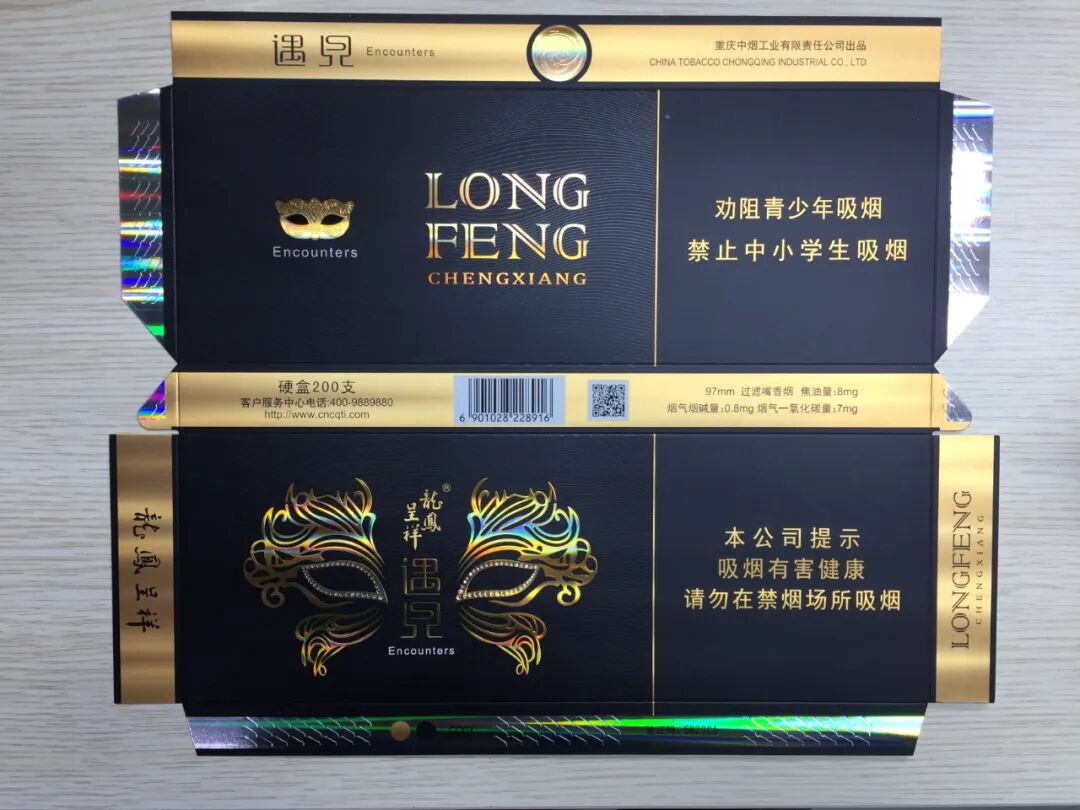 遇见 Encounters
重庆中烟工业有限责任公司出品
CHINA TOBACCO CHONGQING INDUSTRIAL CO., LTD.
Encounters
LONG
FENG
CHENGXIANG
劝阻青少年吸烟
禁止中小学生吸烟
硬盒200支
客户服务中心电话:400-9889880
http://www.cncqti.com
6 901028 228916
97mm 过滤嘴香烟 焦油量:8mg
烟气烟碱量:0.8mg 烟气一氧化碳量:7mg
龍鳳呈祥
龍鳳®
呈祥
遇见
Encounters
本公司提示
吸烟有害健康
请勿在禁烟场所吸烟
LONGFENG
CHENGXIANG